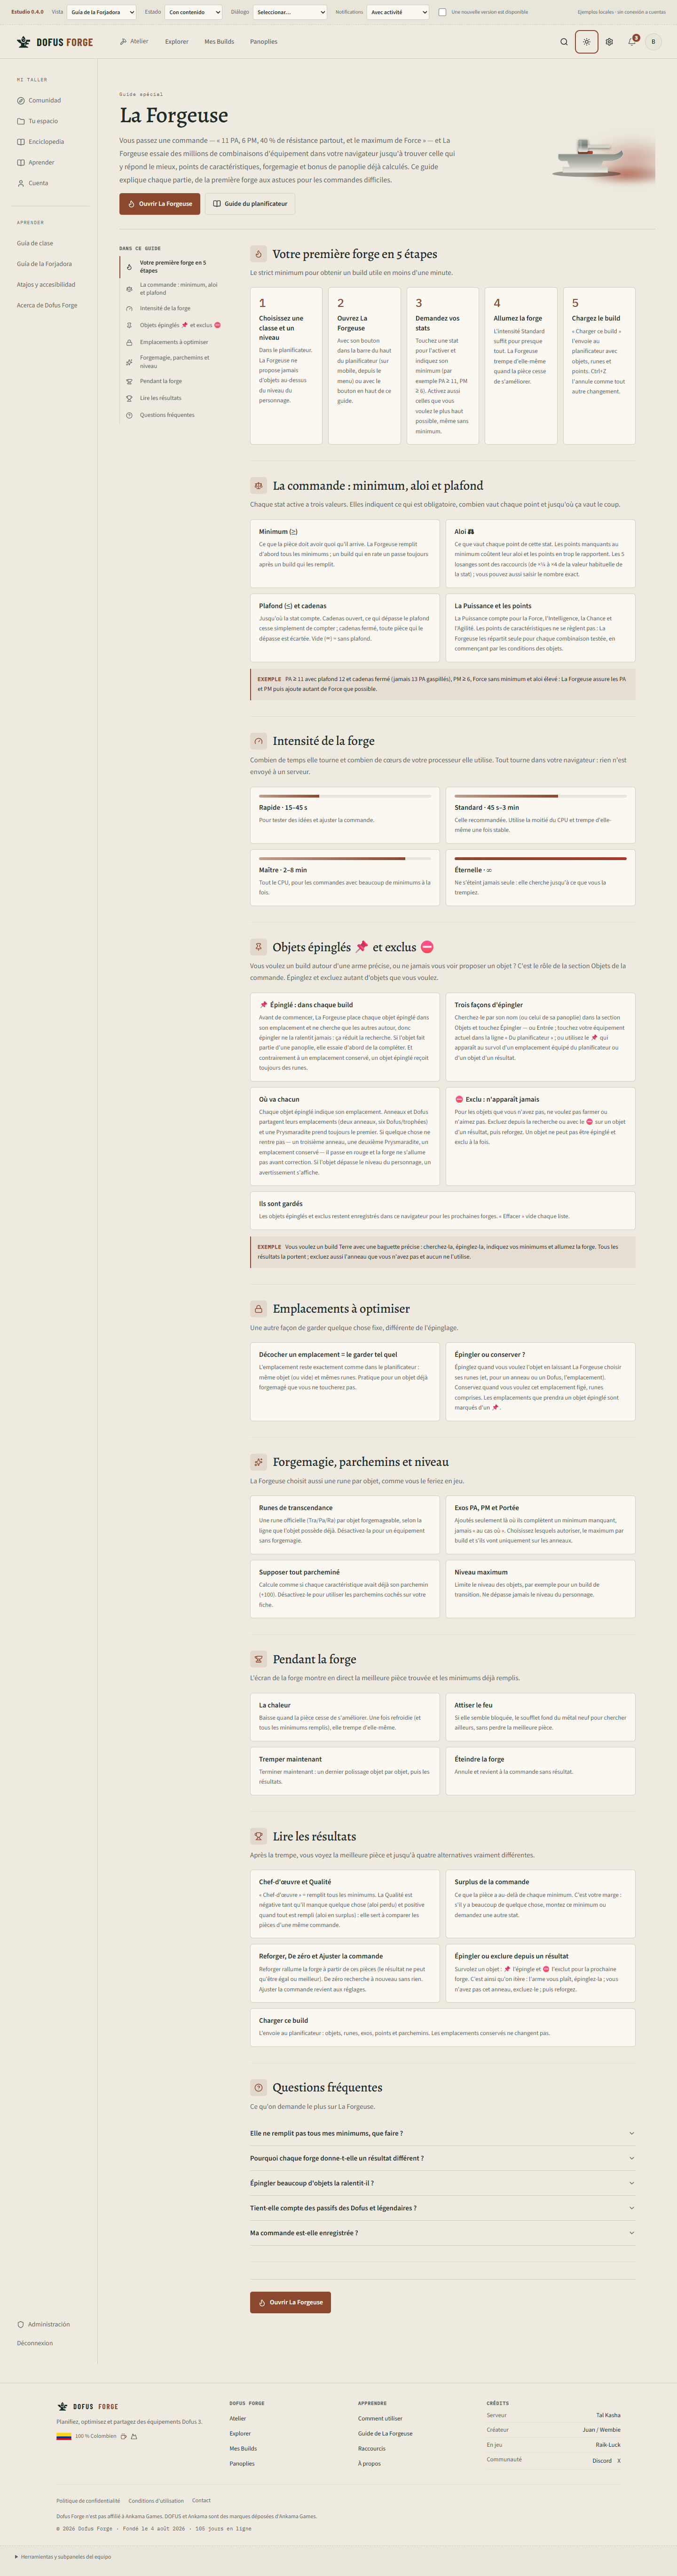 Estudio 0.4.0 Vista Guía de la Forjadora Estado Con contenido Diálogo Seleccionar... Notifications Avec activité Une nouvelle version est disponible Ejemplos locales · sin conexión a cuentas
DOFUS FORGE Atelier Explorer Mes Builds Panoplies B
MI TALLER
Comunidad
Tu espacio
Enciclopedia
Aprender
Cuenta
APRENDER
Guía de clase
Guía de la Forjadora
Atajos y accesibilidad
Acerca de Dofus Forge
Administración
Déconnexion
Guide spécial
La Forgeuse
Vous passez une commande — « 11 PA, 6 PM, 40 % de résistance partout, et le maximum de Force » — et La
Forgeuse essaie des millions de combinaisons d'équipement dans votre navigateur jusqu'à trouver celle qui
y répond le mieux, points de caractéristiques, forgemagie et bonus de panoplie déjà calculés. Ce guide
explique chaque partie, de la première forge aux astuces pour les commandes difficiles.
Ouvrir La Forgeuse Guide du planificateur
DANS CE GUIDE
Votre première forge en 5
étapes
La commande : minimum, aloi
et plafond
Intensité de la forge
Objets épinglés 📌 et exclus ⛔
Emplacements à optimiser
Forgemagie, parchemins et
niveau
Pendant la forge
Lire les résultats
Questions fréquentes
Votre première forge en 5 étapes
Le strict minimum pour obtenir un build utile en moins d'une minute.
1
Choisissez une
classe et un
niveau
Dans le planificateur.
La Forgeuse ne
propose jamais
d'objets au-dessus
du niveau du
personnage.
2
Ouvrez La
Forgeuse
Avec son bouton
dans la barre du haut
du planificateur (sur
mobile, depuis le
menu) ou avec le
bouton en haut de ce
guide.
3
Demandez vos
stats
Touchez une stat
pour l'activer et
indiquez son
minimum (par
exemple PA ≥ 11, PM
≥ 6). Activez aussi
celles que vous
voulez le plus haut
possible, même sans
minimum.
4
Allumez la forge
L'intensité Standard
suffit pour presque
tout. La Forgeuse
trempe d'elle-même
quand la pièce cesse
de s'améliorer.
5
Chargez le build
« Charger ce build »
l'envoie au
planificateur avec
objets, runes et
points. Ctrl+Z
l'annule comme tout
autre changement.
La commande : minimum, aloi et plafond
Chaque stat active a trois valeurs. Elles indiquent ce qui est obligatoire, combien vaut chaque point et jusqu'où ça vaut le coup.
Minimum (≥)
Ce que la pièce doit avoir quoi qu'il arrive. La Forgeuse remplit
d'abord tous les minimums ; un build qui en rate un passe toujours
après un build qui les remplit.
Aloi
Ce que vaut chaque point de cette stat. Les points manquants au
minimum coûtent leur aloi et les points en trop le rapportent. Les 5
losanges sont des raccourcis (de ×¼ à ×4 de la valeur habituelle de
la stat) ; vous pouvez aussi saisir le nombre exact.
Plafond (≤) et cadenas
Jusqu'où la stat compte. Cadenas ouvert, ce qui dépasse le plafond
cesse simplement de compter ; cadenas fermé, toute pièce qui le
dépasse est écartée. Vide (∞) = sans plafond.
La Puissance et les points
La Puissance compte pour la Force, l'Intelligence, la Chance et
l'Agilité. Les points de caractéristiques ne se règlent pas : La
Forgeuse les répartit seule pour chaque combinaison testée, en
commençant par les conditions des objets.
EXEMPLE PA ≥ 11 avec plafond 12 et cadenas fermé (jamais 13 PA gaspillés), PM ≥ 6, Force sans minimum et aloi élevé : La Forgeuse assure les PA
et PM puis ajoute autant de Force que possible.
Intensité de la forge
Combien de temps elle tourne et combien de cœurs de votre processeur elle utilise. Tout tourne dans votre navigateur : rien n'est
envoyé à un serveur.
Rapide · 15–45 s
Pour tester des idées et ajuster la commande.
Standard · 45 s–3 min
Celle recommandée. Utilise la moitié du CPU et trempe d'elle-
même une fois stable.
Maître · 2–8 min
Tout le CPU, pour les commandes avec beaucoup de minimums à la
fois.
Éternelle · ∞
Ne s'éteint jamais seule : elle cherche jusqu'à ce que vous la
trempiez.
Objets épinglés 📌 et exclus ⛔
Vous voulez un build autour d'une arme précise, ou ne jamais vous voir proposer un objet ? C'est le rôle de la section Objets de la
commande. Épinglez et excluez autant d'objets que vous voulez.
📌 Épinglé : dans chaque build
Avant de commencer, La Forgeuse place chaque objet épinglé dans
son emplacement et ne cherche que les autres autour, donc
épingler ne la ralentit jamais : ça réduit la recherche. Si l'objet fait
partie d'une panoplie, elle essaie d'abord de la compléter. Et
contrairement à un emplacement conservé, un objet épinglé reçoit
toujours des runes.
Trois façons d'épingler
Cherchez-le par son nom (ou celui de sa panoplie) dans la section
Objets et touchez Épingler — ou Entrée ; touchez votre équipement
actuel dans la ligne « Du planificateur » ; ou utilisez le 📌 qui
apparaît au survol d'un emplacement équipé du planificateur ou
d'un objet d'un résultat.
Où va chacun
Chaque objet épinglé indique son emplacement. Anneaux et Dofus
partagent leurs emplacements (deux anneaux, six Dofus/trophées)
et une Prysmaradite prend toujours le premier. Si quelque chose ne
rentre pas — un troisième anneau, une deuxième Prysmaradite, un
emplacement conservé — il passe en rouge et la forge ne s'allume
pas avant correction. Si l'objet dépasse le niveau du personnage, un
avertissement s'affiche.
⛔ Exclu : n'apparaît jamais
Pour les objets que vous n'avez pas, ne voulez pas farmer ou
n'aimez pas. Excluez depuis la recherche ou avec le ⛔ sur un objet
d'un résultat, puis reforgez. Un objet ne peut pas être épinglé et
exclu à la fois.
Ils sont gardés
Les objets épinglés et exclus restent enregistrés dans ce navigateur pour les prochaines forges. « Effacer » vide chaque liste.
EXEMPLE Vous voulez un build Terre avec une baguette précise : cherchez-la, épinglez-la, indiquez vos minimums et allumez la forge. Tous les
résultats la portent ; excluez aussi l'anneau que vous n'avez pas et aucun ne l'utilise.
Emplacements à optimiser
Une autre façon de garder quelque chose fixe, différente de l'épinglage.
Décocher un emplacement = le garder tel quel
L'emplacement reste exactement comme dans le planificateur :
même objet (ou vide) et mêmes runes. Pratique pour un objet déjà
forgemagé que vous ne toucherez pas.
Épingler ou conserver ?
Épinglez quand vous voulez l'objet en laissant La Forgeuse choisir
ses runes (et, pour un anneau ou un Dofus, l'emplacement).
Conservez quand vous voulez cet emplacement figé, runes
comprises. Les emplacements que prendra un objet épinglé sont
marqués d'un 📌.
Forgemagie, parchemins et niveau
La Forgeuse choisit aussi une rune par objet, comme vous le feriez en jeu.
Runes de transcendance
Une rune officielle (Tra/Pa/Ra) par objet forgemageable, selon la
ligne que l'objet possède déjà. Désactivez-la pour un équipement
sans forgemagie.
Exos PA, PM et Portée
Ajoutés seulement là où ils complètent un minimum manquant,
jamais « au cas où ». Choisissez lesquels autoriser, le maximum par
build et s'ils vont uniquement sur les anneaux.
Supposer tout parcheminé
Calcule comme si chaque caractéristique avait déjà son parchemin
(+100). Désactivez-le pour utiliser les parchemins cochés sur votre
fiche.
Niveau maximum
Limite le niveau des objets, par exemple pour un build de
transition. Ne dépasse jamais le niveau du personnage.
Pendant la forge
L'écran de la forge montre en direct la meilleure pièce trouvée et les minimums déjà remplis.
La chaleur
Baisse quand la pièce cesse de s'améliorer. Une fois refroidie (et
tous les minimums remplis), elle trempe d'elle-même.
Attiser le feu
Si elle semble bloquée, le soufflet fond du métal neuf pour chercher
ailleurs, sans perdre la meilleure pièce.
Tremper maintenant
Terminer maintenant : un dernier polissage objet par objet, puis les
résultats.
Éteindre la forge
Annule et revient à la commande sans résultat.
Lire les résultats
Après la trempe, vous voyez la meilleure pièce et jusqu'à quatre alternatives vraiment différentes.
Chef-d'œuvre et Qualité
« Chef-d'œuvre » = remplit tous les minimums. La Qualité est
négative tant qu'il manque quelque chose (aloi perdu) et positive
quand tout est rempli (aloi en surplus) : elle sert à comparer les
pièces d'une même commande.
Surplus de la commande
Ce que la pièce a au-delà de chaque minimum. C'est votre marge :
s'il y a beaucoup de quelque chose, montez ce minimum ou
demandez une autre stat.
Reforger, De zéro et Ajuster la commande
Reforger rallume la forge à partir de ces pièces (le résultat ne peut
qu'être égal ou meilleur), De zéro recherche à nouveau sans rien.
Ajuster la commande revient aux réglages.
Épingler ou exclure depuis un résultat
Survolez un objet : 📌 l'épingle et ⛔ l'exclut pour la prochaine
forge. C'est ainsi qu'on itère : l'arme vous plaît, épinglez-la ; vous
n'avez pas cet anneau, excluez-le ; puis reforgez.
Charger ce build
L'envoie au planificateur : objets, runes, exos, points et parchemins. Les emplacements conservés ne changent pas.
Questions fréquentes
Ce qu'on demande le plus sur La Forgeuse.
Elle ne remplit pas tous mes minimums, que faire ?
Pourquoi chaque forge donne-t-elle un résultat différent ?
Épingler beaucoup d'objets la ralentit-il ?
Tient-elle compte des passifs des Dofus et légendaires ?
Ma commande est-elle enregistrée ?
Ouvrir La Forgeuse
DOFUS FORGE
Planifiez, optimisez et partagez des équipements Dofus 3.
100 % Colombien
DOFUS FORGE
Atelier
Explorer
Mes Builds
Panoplies
APPRENDRE
Comment utiliser
Guide de La Forgeuse
Raccourcis
À propos
CRÉDITS
Serveur Tal Kasha
Créateur Juan / Wembie
En jeu Raik-Luck
Communauté Discord X
Politique de confidentialité Conditions d'utilisation Contact
Dofus Forge n'est pas affilié à Ankama Games. DOFUS et Ankama sont des marques déposées d'Ankama Games.
© 2026 Dofus Forge · Fondé le 4 août 2026 · 105 jours en ligne
Herramientas y subpaneles del equipo